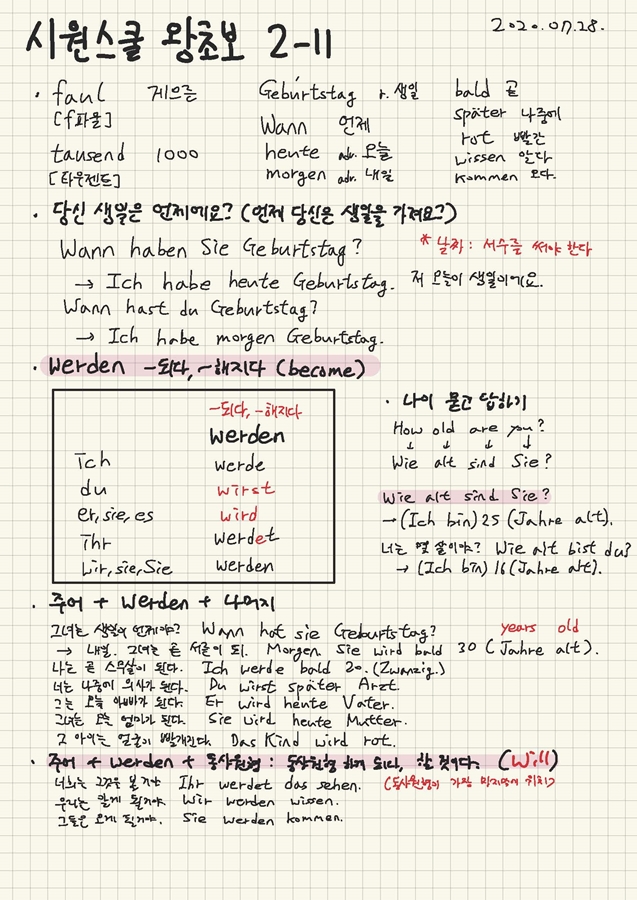 시원스쿨 왕초보 2-11
2020.07.28.
· faul 게으른
[f파울]
tausend 1000
[타우젠트]
Geburtstag r. 생일
Wann 언제
heute adv. 오늘
morgen adv. 내일
bald 곧
später 나중에
rot 빨간
wissen 알다
kommen 오다.
· 당신 생일은 언제예요? (언제 당신은 생일을 가져요?)
Wann haben Sie Geburtstag?
* 날짜 : 서수를 써야 한다
→ Ich habe heute Geburtstag. 저 오늘이 생일이에요.
Wann hast du Geburtstag?
→ Ich habe morgen Geburtstag.
· werden -되다, -해지다 (become)
-되다, -해지다
werden
Ich werde
du wirst
er, sie, es wird
Ihr werdet
wir, sie, Sie werden
· 나이 묻고 답하기
How old are you?
↓ ↓ ↓ ↓
Wie alt sind Sie?
Wie alt sind Sie?
→ (Ich bin) 25 (Jahre alt).
너는 몇 살이야? Wie alt bist du?
→ (Ich bin) 16 (Jahre alt).
· 주어 + werden + 나머지
그녀는 생일이 언제야? Wann hat sie Geburtstag?
years old
→ 내일. 그녀는 곧 서른이 돼. Morgen. Sie wird bald 30 (Jahre alt).
나는 곧 스무살이 된다. Ich werde bald 20. (Zwanzig.)
너는 나중에 의사가 된다. Du wirst später Arzt.
그는 오늘 아빠가 된다. Er wird heute Vater.
그녀는 오늘 엄마가 된다. Sie wird heute Mutter.
그 아이는 얼굴이 빨개진다. Das Kind wird rot.
· 주어 + werden + 동사원형 : 동사원형 하게 되다, 할 것이다. (Will)
너희는 그것을 볼거야 Ihr werdet das sehen. (동사원형이 가장 마지막에 위치)
우리는 알게 될거야. Wir werden wissen.
그들은 오게 될거야. Sie werden kommen.